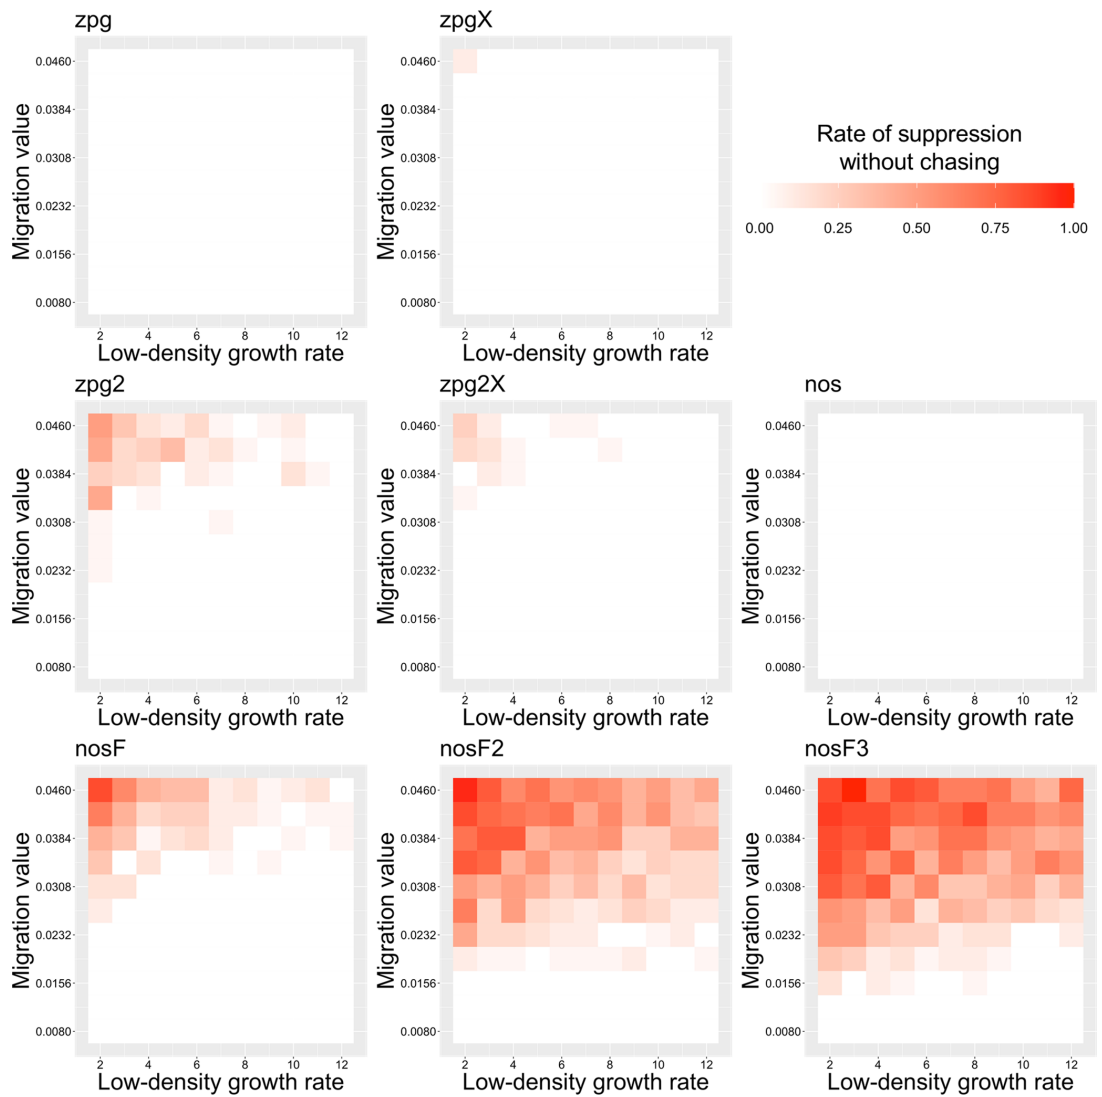 zpg
zpgX
Migration value
0.0460
0.0384
0.0308
0.0232
0.0156
0.0080
2 4 6 8 10 12
Low-density growth rate
Migration value
0.0460
0.0384
0.0308
0.0232
0.0156
0.0080
2 4 6 8 10 12
Low-density growth rate
Rate of suppression
without chasing
0.00 0.25 0.50 0.75 1.00
zpg2
zpg2X
nos
Migration value
0.0460
0.0384
0.0308
0.0232
0.0156
0.0080
2 4 6 8 10 12
Low-density growth rate
Migration value
0.0460
0.0384
0.0308
0.0232
0.0156
0.0080
2 4 6 8 10 12
Low-density growth rate
Migration value
0.0460
0.0384
0.0308
0.0232
0.0156
0.0080
2 4 6 8 10 12
Low-density growth rate
nosF
nosF2
nosF3
Migration value
0.0460
0.0384
0.0308
0.0232
0.0156
0.0080
2 4 6 8 10 12
Low-density growth rate
Migration value
0.0460
0.0384
0.0308
0.0232
0.0156
0.0080
2 4 6 8 10 12
Low-density growth rate
Migration value
0.0460
0.0384
0.0308
0.0232
0.0156
0.0080
2 4 6 8 10 12
Low-density growth rate